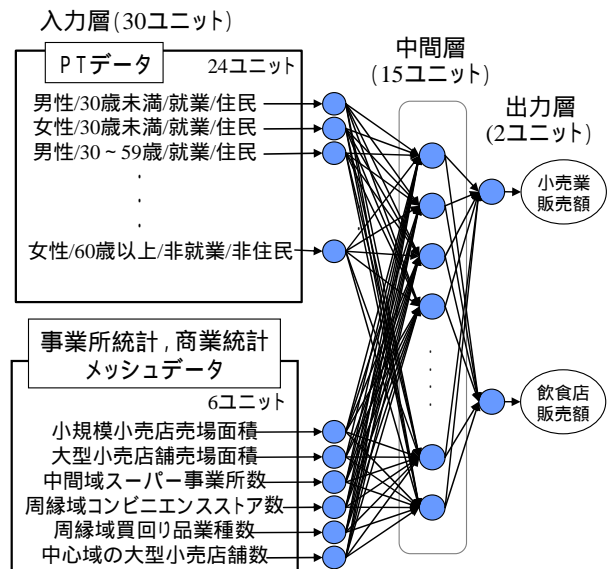 入力層(30ユニット)
PTデータ
24ユニット
男性/30歳未満/就業/住民
女性/30歳未満/就業/住民
男性/30~59歳/就業/住民
.
.
.
女性/60歳以上/非就業/非住民
事業所統計,商業統計
メッシュデータ
6ユニット
小規模小売店売場面積
大型小売店舗売場面積
中間域スーパー事業所数
周縁域コンビニエンスストア数
周縁域買回り品業種数
中心域の大型小売店舗数
中間層
(15ユニット)
出力層
(2ユニット)
小売業
販売額
飲食店
販売額